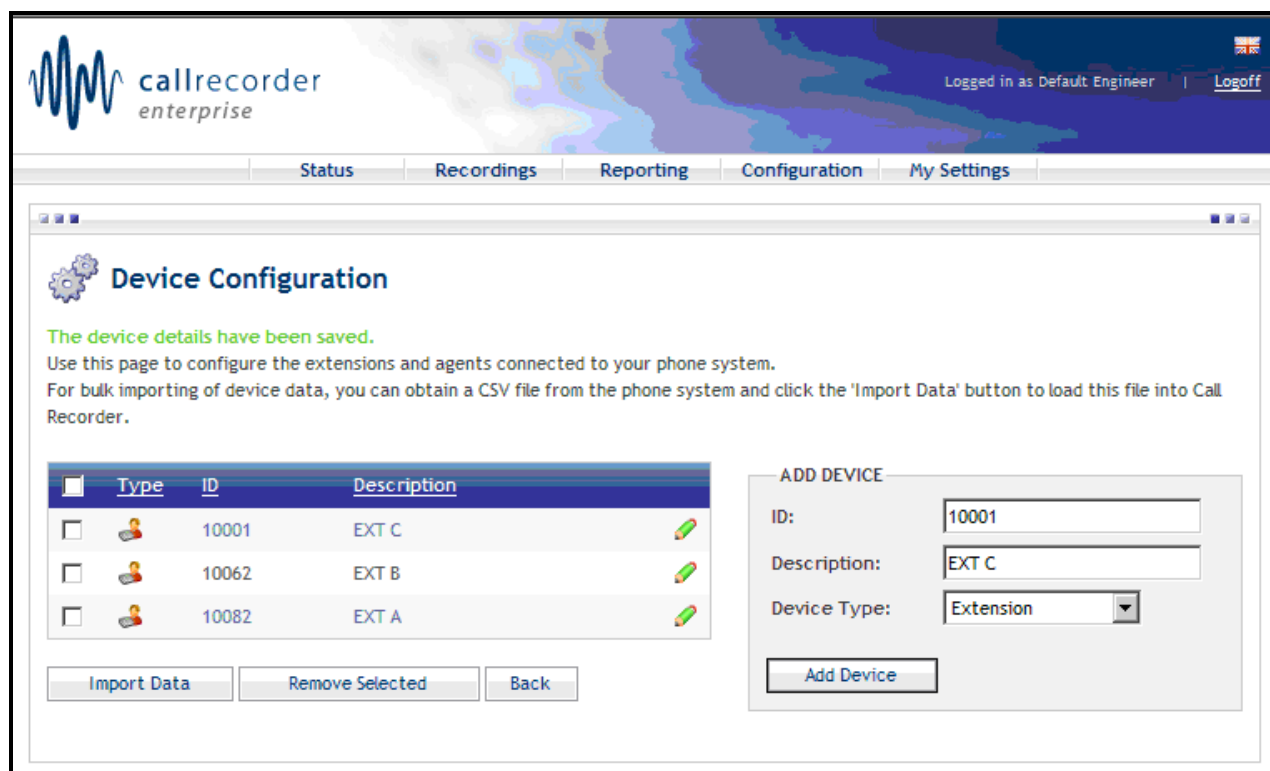 callrecorder
enterprise
Logged in as Default Engineer | Logoff
Status Recordings Reporting Configuration My Settings
Device Configuration
The device details have been saved.
Use this page to configure the extensions and agents connected to your phone system.
For bulk importing of device data, you can obtain a CSV file from the phone system and click the 'Import Data' button to load this file into Call
Recorder.
Type ID Description
10001 EXT C
10062 EXT B
10082 EXT A
Import Data Remove Selected Back
ADD DEVICE
ID: 10001
Description: EXT C
Device Type: Extension
Add Device